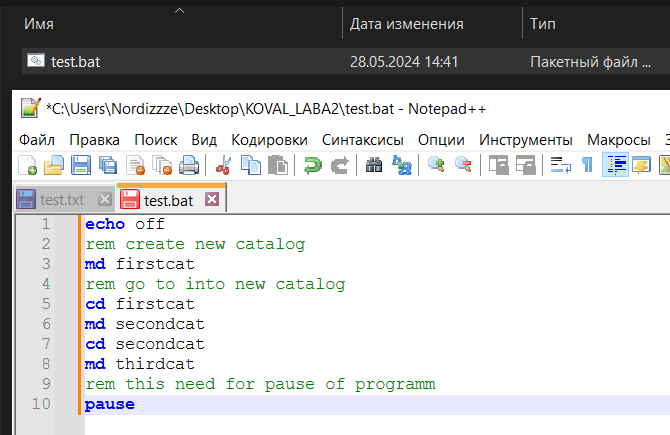 Имя Дата изменения Тип
test.bat 28.05.2024 14:41 Пакетный файл ...
*C:\Users\Nordizzze\Desktop\KOVAL_LABA2\test.bat - Notepad++
Файл Правка Поиск Вид Кодировки Синтаксисы Опции Инструменты Макросы
test.txt test.bat
1 echo off
2 rem create new catalog
3 md firstcat
4 rem go to into new catalog
5 cd firstcat
6 md secondcat
7 cd secondcat
8 md thirdcat
9 rem this need for pause of programm
10 pause